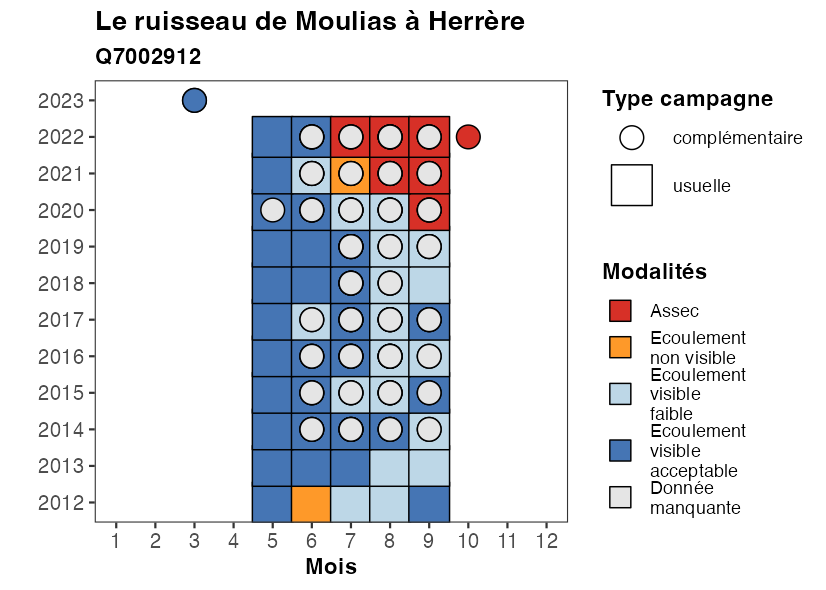 Le ruisseau de Moulias à Herrère
Q7002912
2023
2022
2021
2020
2019
2018
2017
2016
2015
2014
2013
2012
1 2 3 4 5 6 7 8 9 10 11 12
Mois
Type campagne
complémentaire
usuelle
Modalités
Assec
Ecoulement
non visible
Ecoulement
visible
faible
Ecoulement
visible
acceptable
Donnée
manquante